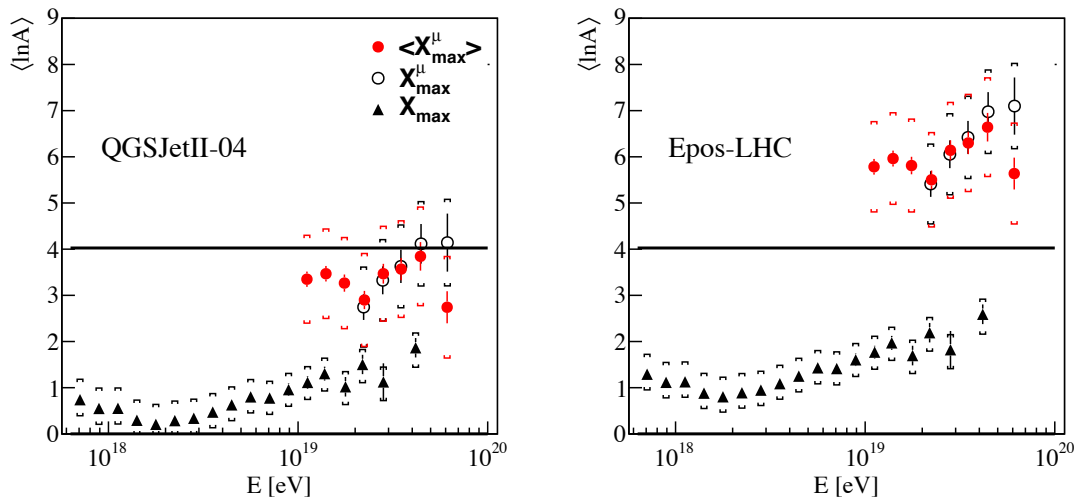 ⟨lnA⟩
9
8
7
6
5
4
3
2
1
0
<X^μ_max>
X^μ_max
X_max
QGSJetII-04
10^18
10^19
10^20
E [eV]
⟨lnA⟩
9
8
7
6
5
4
3
2
1
0
Epos-LHC
10^18
10^19
10^20
E [eV]